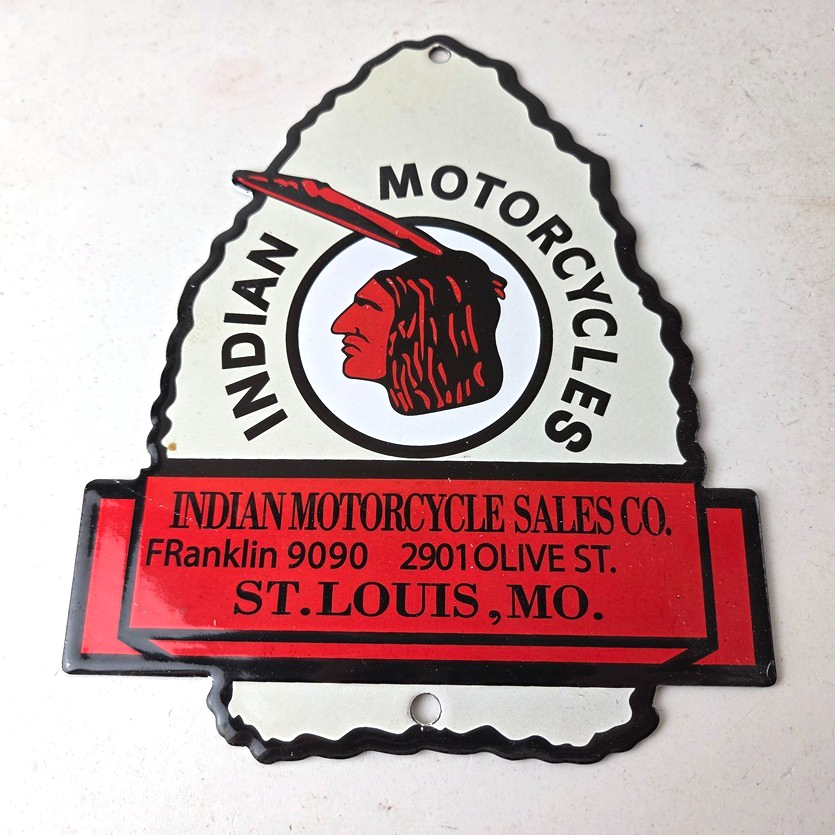 INDIAN MOTORCYCLES
INDIAN MOTORCYCLE SALES CO.
FRanklin 9090 2901 OLIVE ST.
ST. LOUIS, MO.